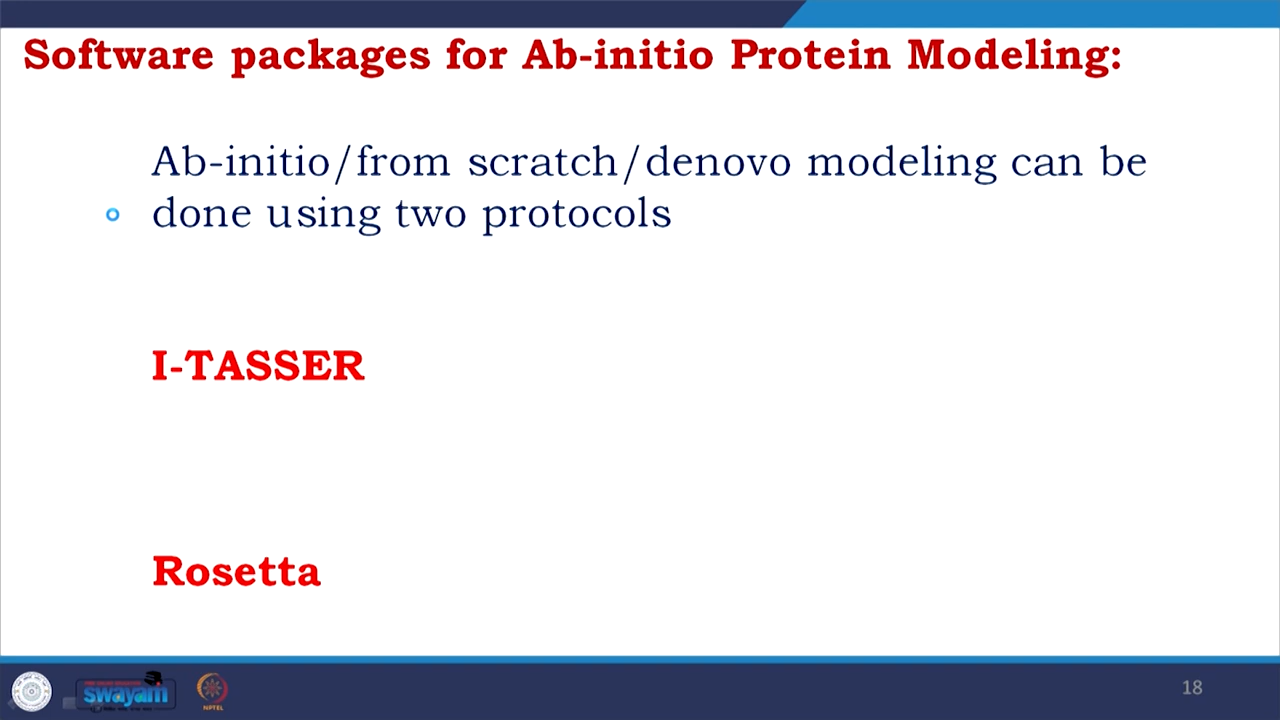 Software packages for Ab-initio Protein Modeling:
Ab-initio/from scratch/denovo modeling can be
done using two protocols
I-TASSER
Rosetta
swayam
NPTEL
18